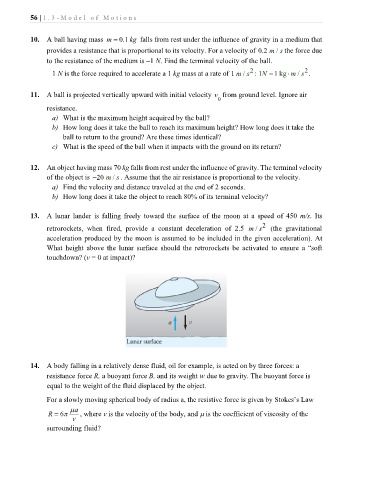 56 | 1 . 3 - M o d e l o f M o t i o n s
10. A ball having mass m = 0.1 kg falls from rest under the influence of gravity in a medium that
provides a resistance that is proportional to its velocity. For a velocity of 0.2 m / s the force due
to the resistance of the medium is −1 N. Find the terminal velocity of the ball.
1 N is the force required to accelerate a 1 kg mass at a rate of 1 m / s² : 1N = 1 kg · m / s².
11. A ball is projected vertically upward with initial velocity v₀ from ground level. Ignore air
resistance.
a) What is the maximum height acquired by the ball?
b) How long does it take the ball to reach its maximum height? How long does it take the
ball to return to the ground? Are these times identical?
c) What is the speed of the ball when it impacts with the ground on its return?
12. An object having mass 70 kg falls from rest under the influence of gravity. The terminal velocity
of the object is −20 m / s . Assume that the air resistance is proportional to the velocity.
a) Find the velocity and distance traveled at the end of 2 seconds.
b) How long does it take the object to reach 80% of its terminal velocity?
13. A lunar lander is falling freely toward the surface of the moon at a speed of 450 m/s. Its
retrorockets, when fired, provide a constant deceleration of 2.5 m / s² (the gravitational
acceleration produced by the moon is assumed to be included in the given acceleration). At
What height above the lunar surface should the retrorockets be activated to ensure a "soft
touchdown? (v = 0 at impact)?
a v
Lunar surface
14. A body falling in a relatively dense fluid, oil for example, is acted on by three forces: a
resistance force R, a buoyant force B, and its weight w due to gravity. The buoyant force is
equal to the weight of the fluid displaced by the object.
For a slowly moving spherical body of radius a, the resistive force is given by Stokes's Law
R = 6π μa/v , where v is the velocity of the body, and μ is the coefficient of viscosity of the
surrounding fluid?